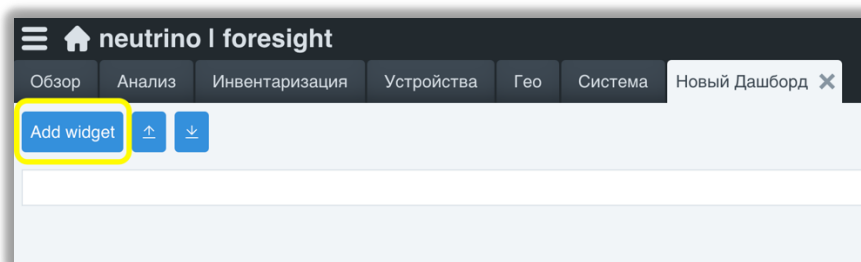 neutrino | foresight
Обзор Анализ Инвентаризация Устройства Гео Система Новый Дашборд
Add widget